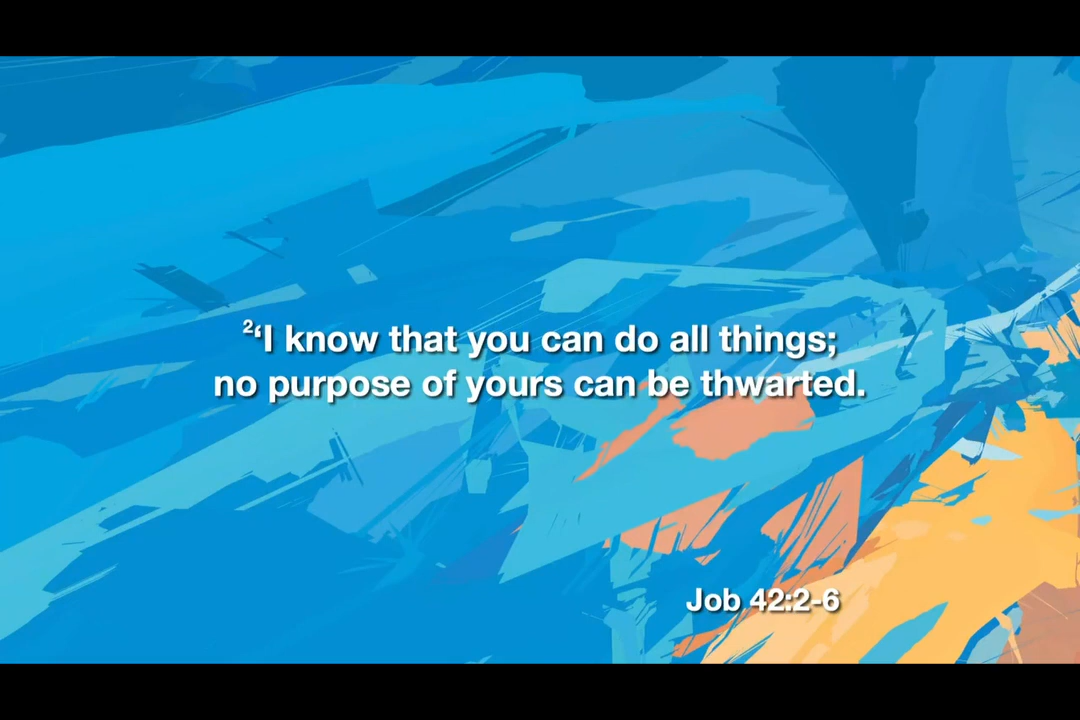 ²‘I know that you can do all things;
no purpose of yours can be thwarted.
Job 42:2-6